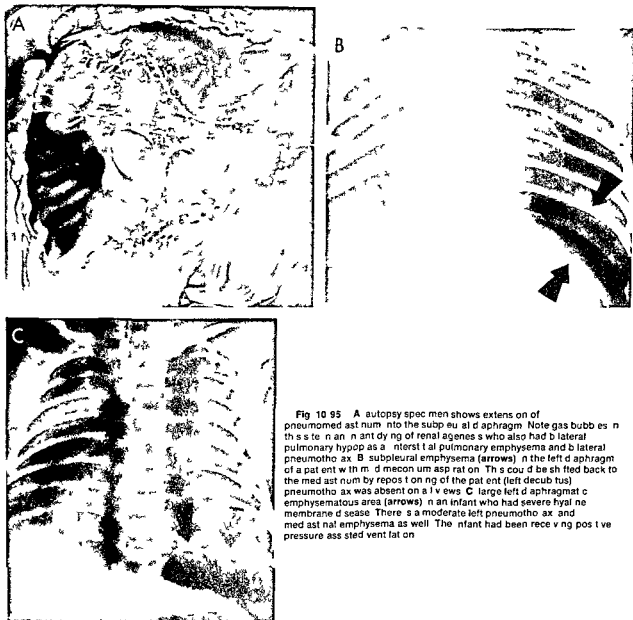 A
B
C
Fig 10 95 A autopsy spec men shows extens on of
pneumomed ast num nto the subp eu al d aphragm Note gas bubb es n
th s s te n an n ant dy ng of renal agenes s who also had b lateral
pulmonary hypop as a nterst t al pulmonary emphysema and b lateral
pneumotho ax B subpleural emphysema (arrows) n the left d aphragm
of a pat ent w th m d mecon um asp rat on Th s cou d be sh fted back to
the med ast num by repos t on ng of the pat ent (left decub tus)
pneumotho ax was absent on a l v ews C large left d aphragmat c
emphysematous area (arrows) n an infant who had severe hyal ne
membrane d sease There s a moderate left pneumotho ax and
med ast nal emphysema as well The nfant had been rece v ng pos t ve
pressure ass sted vent lat on